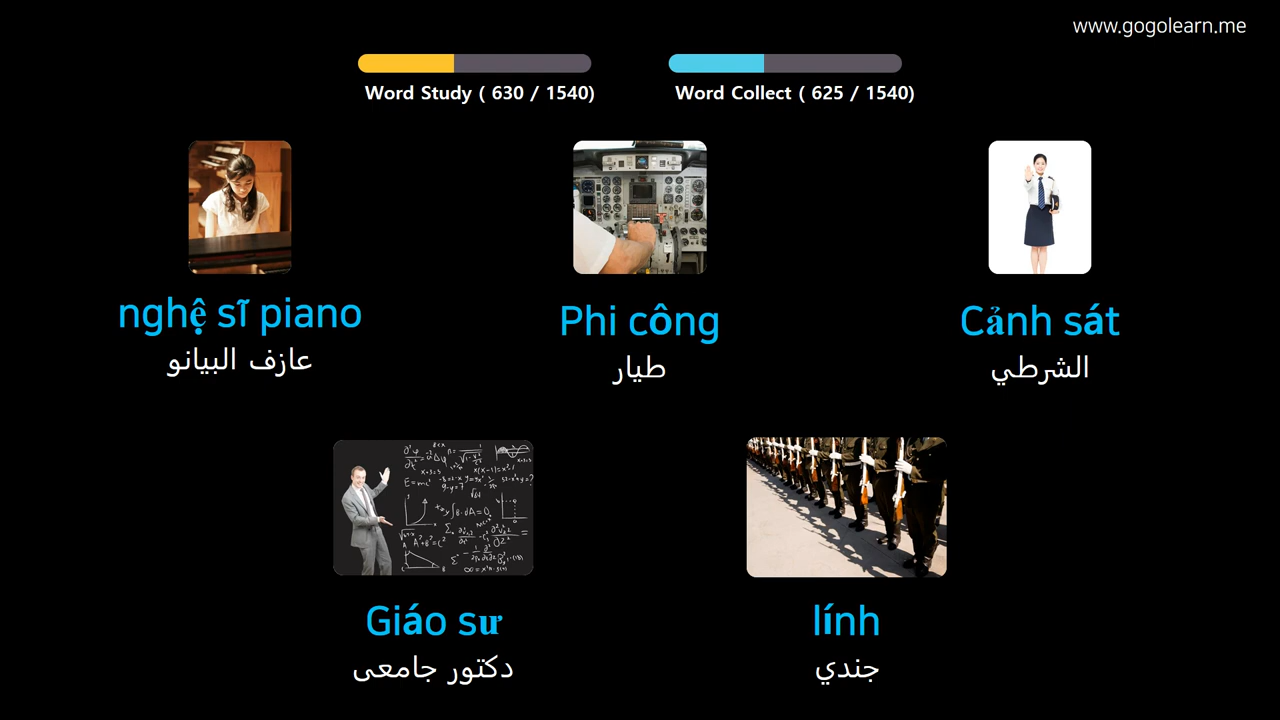 www.gogolearn.me
Word Study ( 630 / 1540)
Word Collect ( 625 / 1540)
nghệ sĩ piano
عازف البيانو
Phi công
طيار
Cảnh sát
الشرطي
Giáo sư
دكتور جامعى
lính
جندي